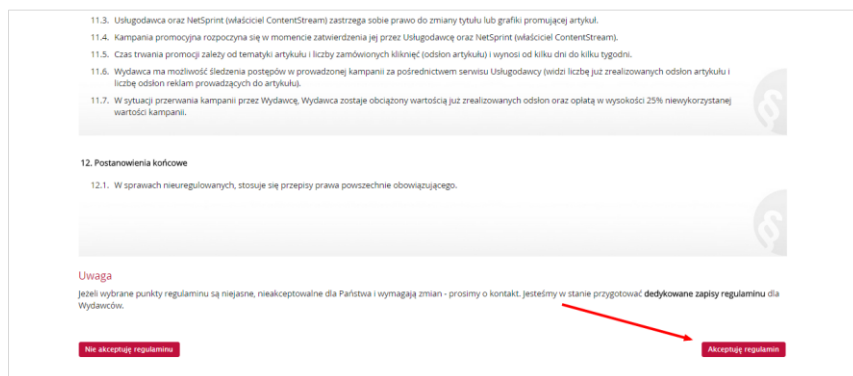 11.3. Usługodawca oraz NetSprint (właściciel ContentStream) zastrzega sobie prawo do zmiany tytułu lub grafiki promującej artykuł.
11.4. Kampania promocyjna rozpoczyna się w momencie zatwierdzenia jej przez Usługodawcę oraz NetSprint (właściciel ContentStream).
11.5. Czas trwania promocji zależy od tematyki artykułu i liczby zamówionych kliknięć (odsłon artykułu) i wynosi od kilku dni do kilku tygodni.
11.6. Wydawca ma możliwość śledzenia postępów w prowadzonej kampanii za pośrednictwem serwisu Usługodawcy (widzi liczbę już zrealizowanych odsłon artykułu i
liczbę odsłon reklam prowadzących do artykułu).
11.7. W sytuacji przerwania kampanii przez Wydawcę, Wydawca zostaje obciążony wartością już zrealizowanych odsłon oraz opłatą w wysokości 25% niewykorzystanej
wartości kampanii.
12. Postanowienia końcowe
12.1. W sprawach nieuregulowanych, stosuje się przepisy prawa powszechnie obowiązującego.
Uwaga
Jeżeli wybrane punkty regulaminu są niejasne, nieakceptowalne dla Państwa i wymagają zmian - prosimy o kontakt. Jesteśmy w stanie przygotować dedykowane zapisy regulaminu dla
Wydawców.
Nie akceptuję regulaminu
Akceptuję regulamin